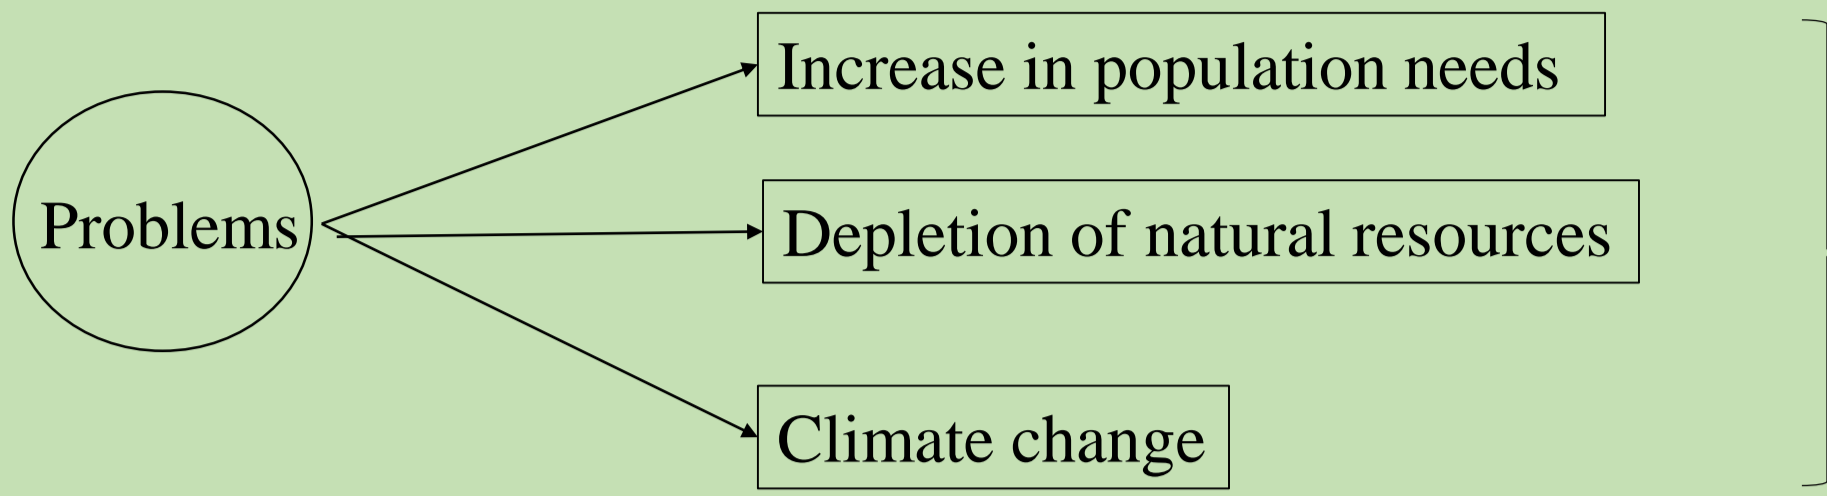 Increase in population needs
Problems
Depletion of natural resources
Climate change